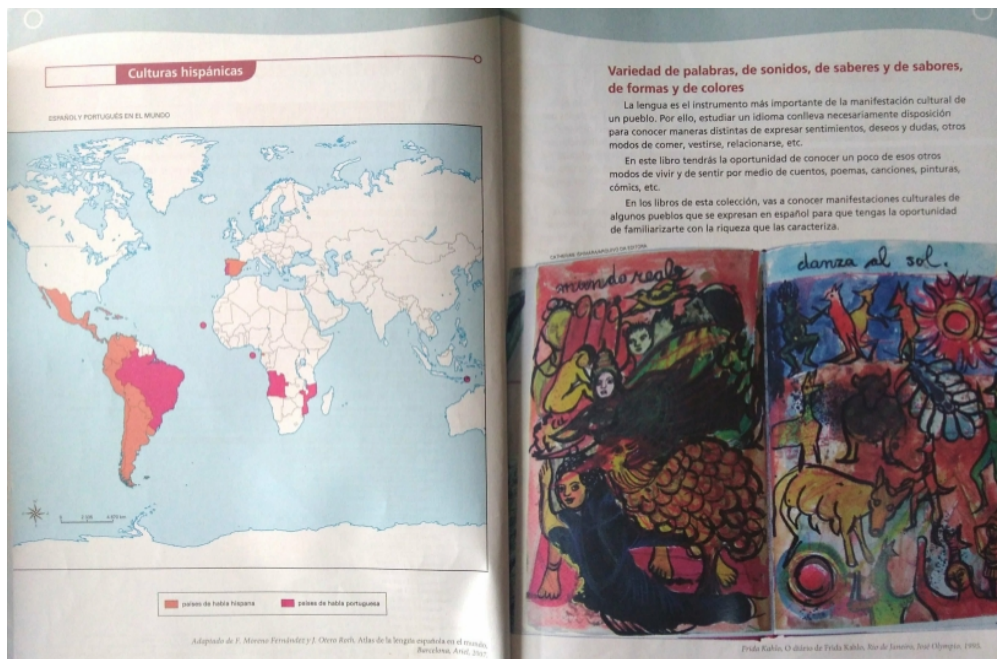 Culturas hispánicas
ESPAÑOL Y PORTUGUÉS EN EL MUNDO
países de habla hispana
países de habla portuguesa
Adaptado de F. Moreno Fernández y J. Otero Roth. Atlas de la lengua española en el mundo.
Barcelona, Ariel, 2007.
Variedad de palabras, de sonidos, de saberes y de sabores,
de formas y de colores
La lengua es el instrumento más importante de la manifestación cultural de
un pueblo. Por ello, estudiar un idioma conlleva necesariamente disposición
para conocer maneras distintas de expresar sentimientos, deseos y dudas, otros
modos de comer, vestirse, relacionarse, etc.
En este libro tendrás la oportunidad de conocer un poco de esos otros
modos de vivir y de sentir por medio de cuentos, poemas, canciones, pinturas,
cómics, etc.
En los libros de esta colección, vas a conocer manifestaciones culturales de
algunos pueblos que se expresan en español para que tengas la oportunidad
de familiarizarte con la riqueza que las caracteriza.
mundo real
danza al sol.
Frida Kahlo, O diário de Frida Kahlo, Rio de Janeiro, José Olympio, 1995.